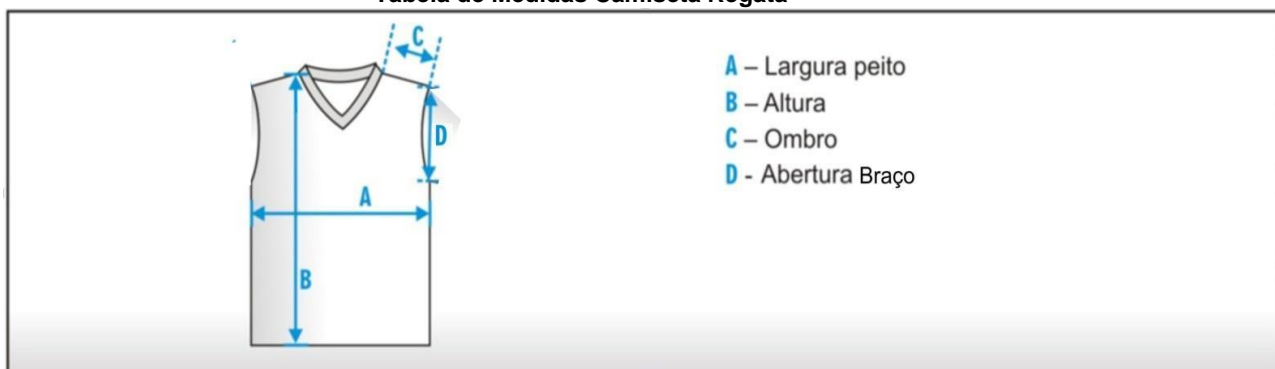 Tabela de Medidas Camiseta Regata
C
D
A
B
A – Largura peito
B – Altura
C – Ombro
D - Abertura Braço